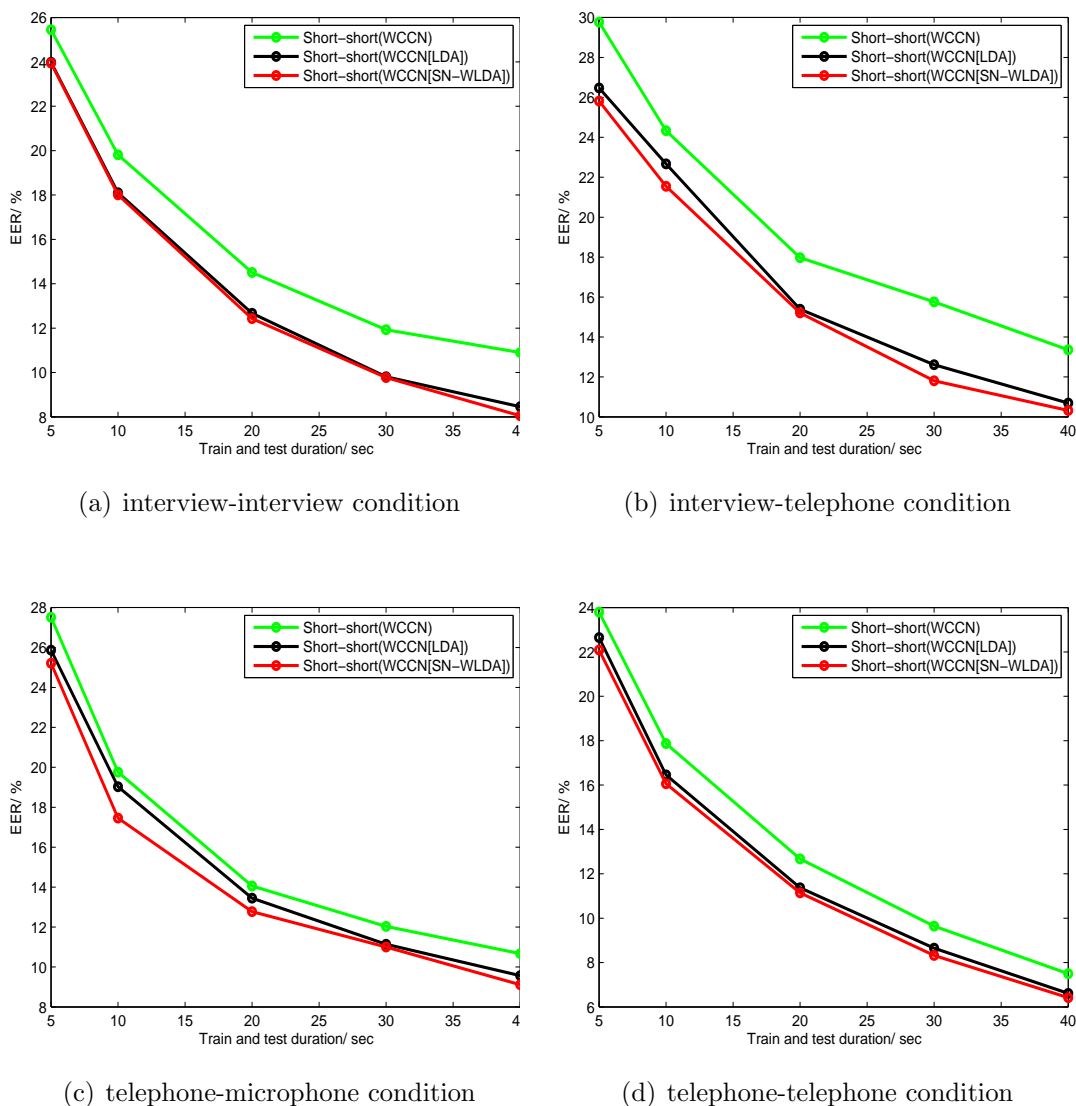 26
24
22
20
18
16
14
12
10
8
EER/ %
5 10 15 20 25 30 35 4
Train and test duration/ sec
Short−short(WCCN)
Short−short(WCCN[LDA])
Short−short(WCCN[SN−WLDA])
(a) interview-interview condition
30
28
26
24
22
20
18
16
14
12
10
EER/ %
5 10 15 20 25 30 35 40
Train and test duration/ sec
Short−short(WCCN)
Short−short(WCCN[LDA])
Short−short(WCCN[SN−WLDA])
(b) interview-telephone condition
28
26
24
22
20
18
16
14
12
10
8
EER/ %
5 10 15 20 25 30 35 4
Train and test duration/ sec
Short−short(WCCN)
Short−short(WCCN[LDA])
Short−short(WCCN[SN−WLDA])
(c) telephone-microphone condition
24
22
20
18
16
14
12
10
8
6
EER/ %
5 10 15 20 25 30 35 40
Train and test duration/ sec
Short−short(WCCN)
Short−short(WCCN[LDA])
Short−short(WCCN[SN−WLDA])
(d) telephone-telephone condition